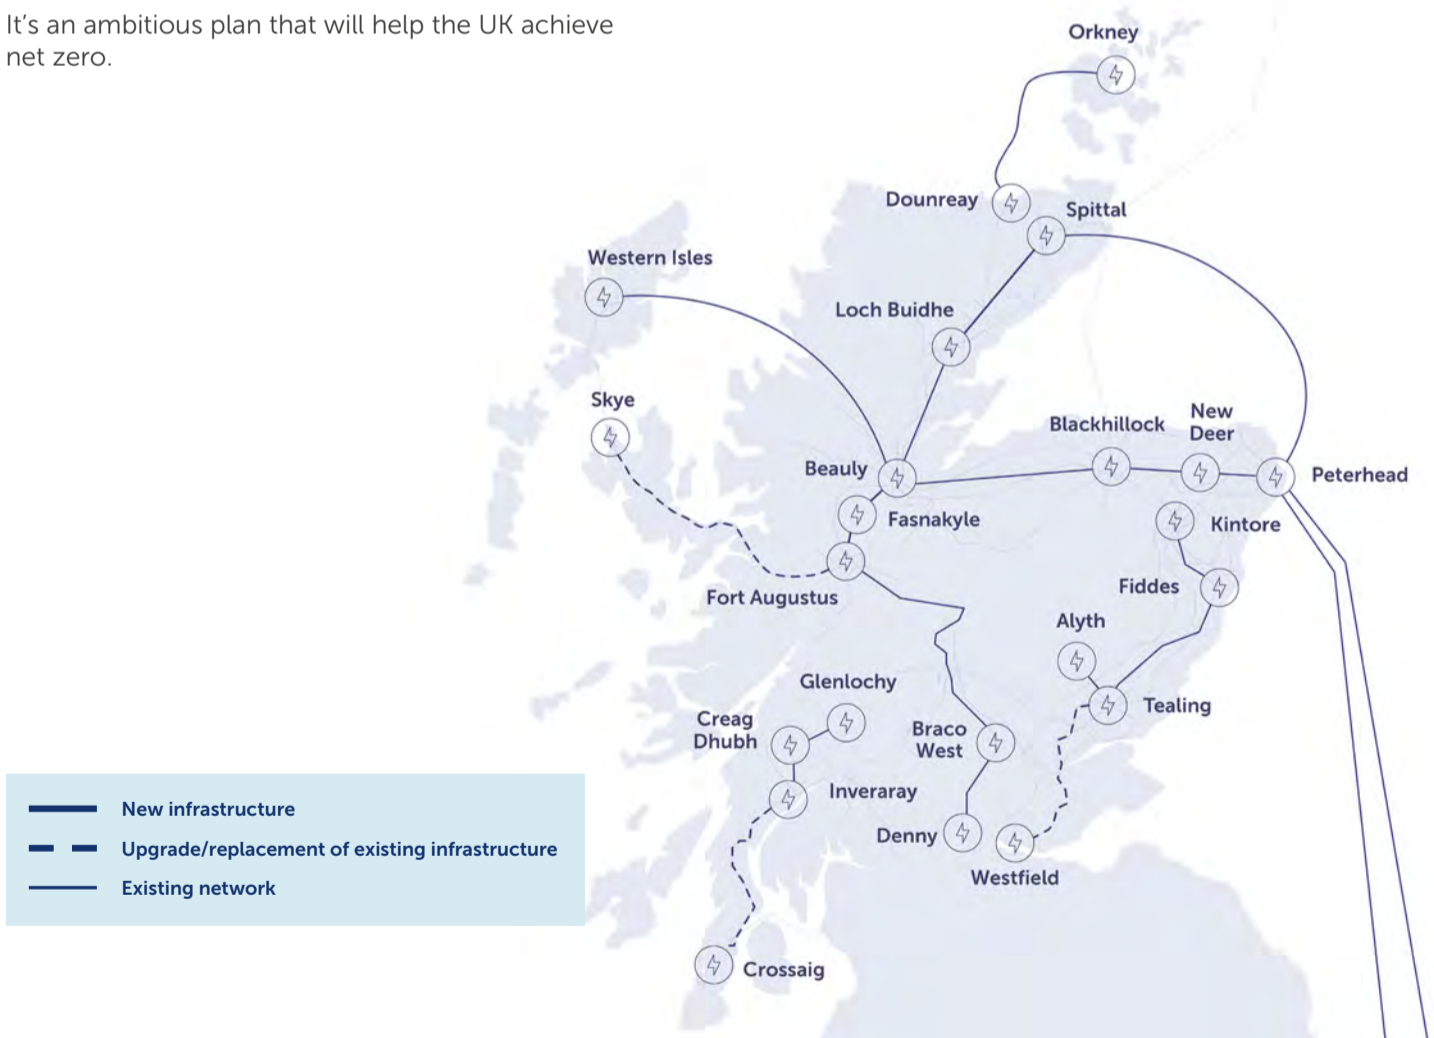 It's an ambitious plan that will help the UK achieve
net zero.
Orkney
Dounreay
Spittal
Western Isles
Loch Buidhe
Skye
Blackhillock
New
Deer
Beauly
Peterhead
Fasnakyle
Kintore
Fort Augustus
Fiddes
Alyth
Glenlochy
Tealing
Creag
Dhubh
Braco
West
Inveraray
Denny
Westfield
Crossaig
New infrastructure
Upgrade/replacement of existing infrastructure
Existing network